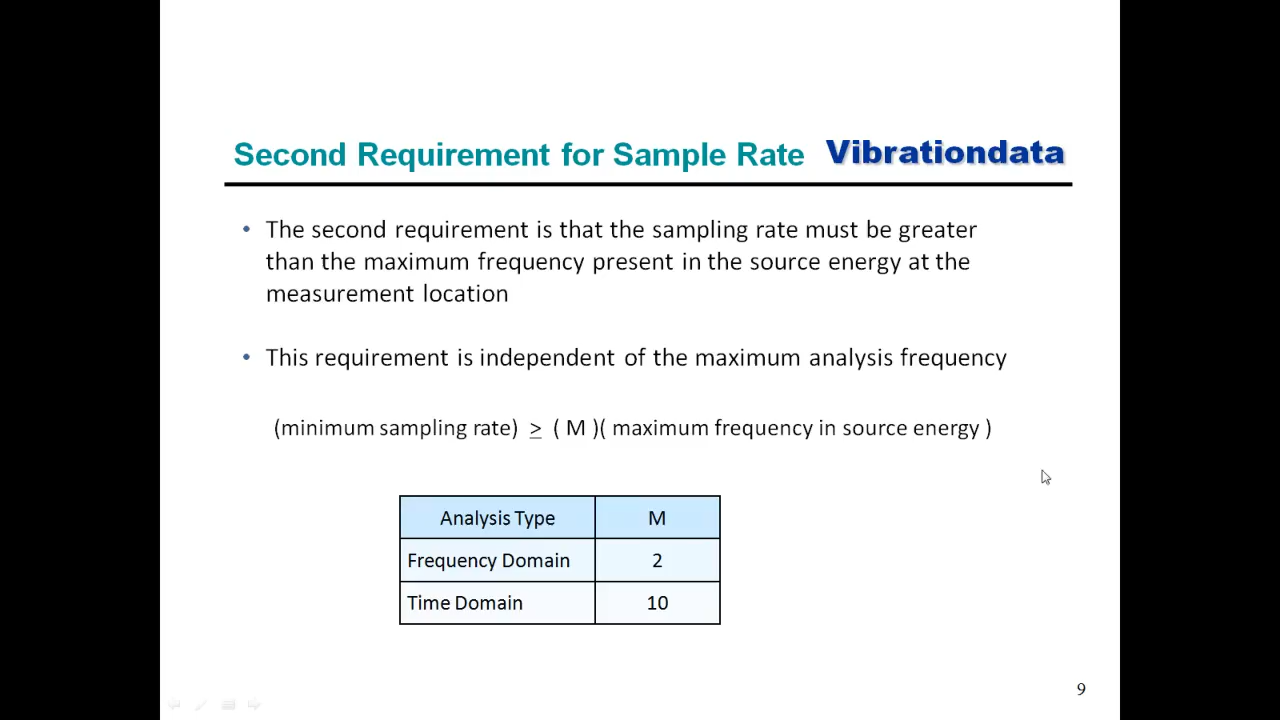 Second Requirement for Sample Rate Vibrationdata
• The second requirement is that the sampling rate must be greater
than the maximum frequency present in the source energy at the
measurement location
• This requirement is independent of the maximum analysis frequency
(minimum sampling rate) ≥ ( M )( maximum frequency in source energy )
Analysis Type M
Frequency Domain 2
Time Domain 10
9